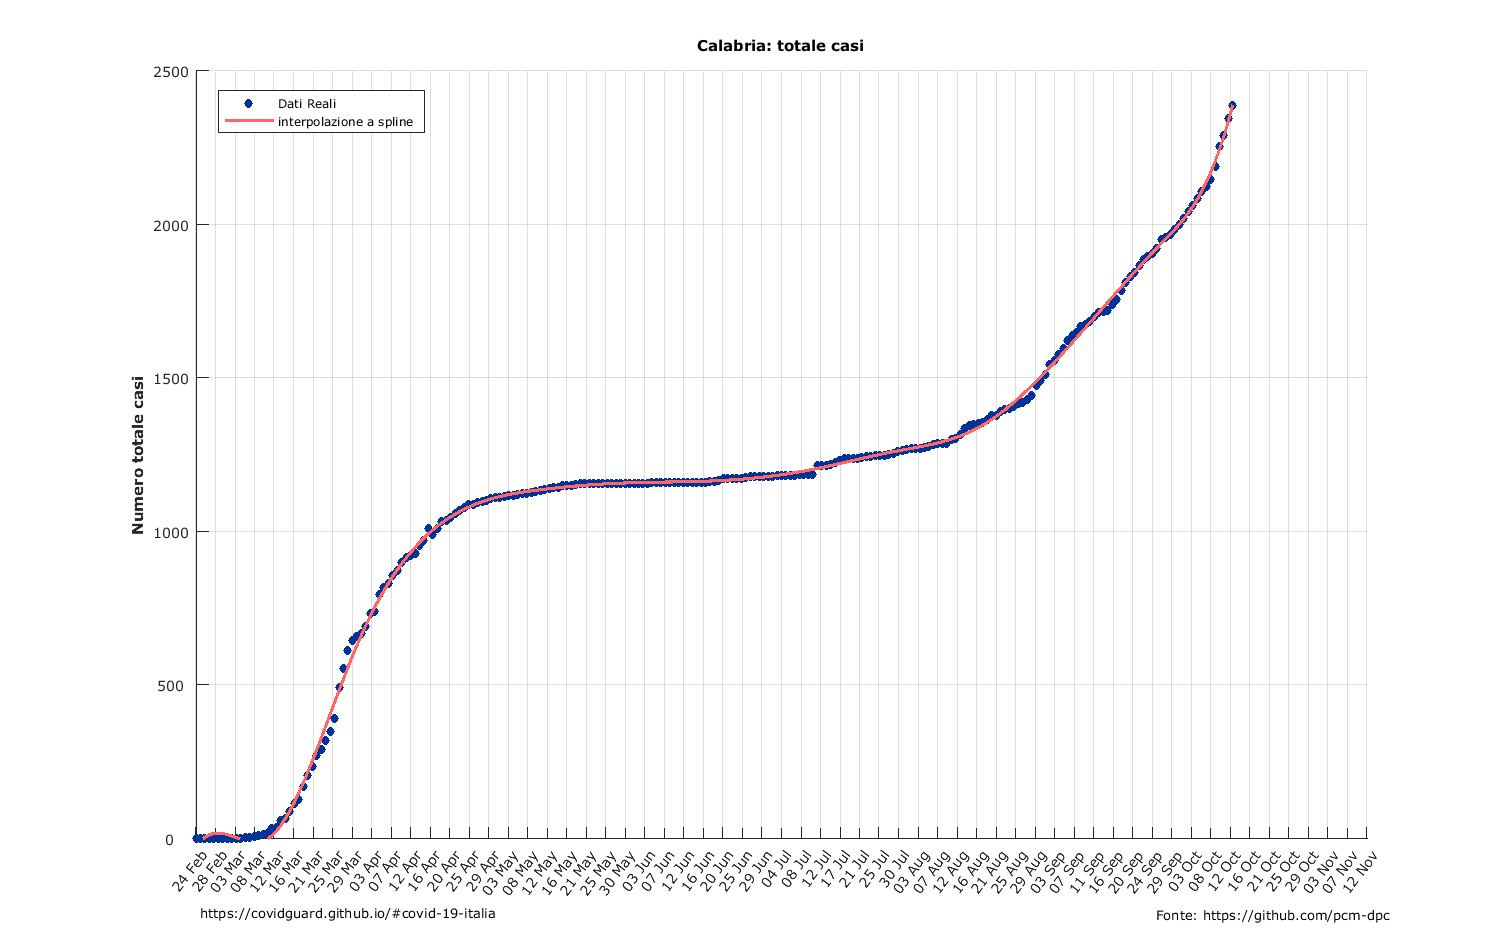 Calabria: totale casi
2500
2000
1500
1000
500
0
Dati Reali
interpolazione a spline
Numero totale casi
24 Feb
28 Feb
03 Mar
08 Mar
12 Mar
16 Mar
21 Mar
25 Mar
29 Mar
03 Apr
07 Apr
12 Apr
16 Apr
20 Apr
25 Apr
29 Apr
03 May
08 May
12 May
16 May
21 May
25 May
30 May
03 Jun
07 Jun
12 Jun
16 Jun
20 Jun
25 Jun
29 Jun
04 Jul
08 Jul
12 Jul
17 Jul
21 Jul
25 Jul
30 Jul
03 Aug
07 Aug
12 Aug
16 Aug
21 Aug
25 Aug
29 Aug
03 Sep
07 Sep
11 Sep
16 Sep
20 Sep
24 Sep
29 Sep
03 Oct
08 Oct
12 Oct
16 Oct
21 Oct
25 Oct
29 Oct
03 Nov
07 Nov
12 Nov
https://covidguard.github.io/#covid-19-italia
Fonte: https://github.com/pcm-dpc